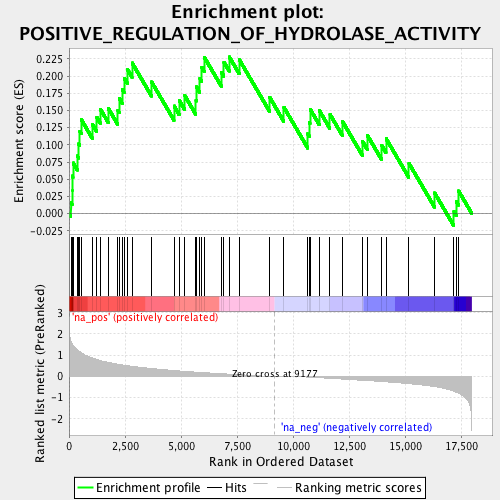 Enrichment plot:
POSITIVE_REGULATION_OF_HYDROLASE_ACTIVITY
Enrichment score (ES)
0.225
0.200
0.175
0.150
0.125
0.100
0.075
0.050
0.025
0.000
-0.025
'na_pos' (positively correlated)
Ranked list metric (PreRanked)
3
2
1
0
-1
-2
Zero cross at 9177
'na_neg' (negatively correlated)
0
2,500
5,000
7,500
10,000
12,500
15,000
17,500
Rank in Ordered Dataset
Enrichment profile
Hits
Ranking metric scores